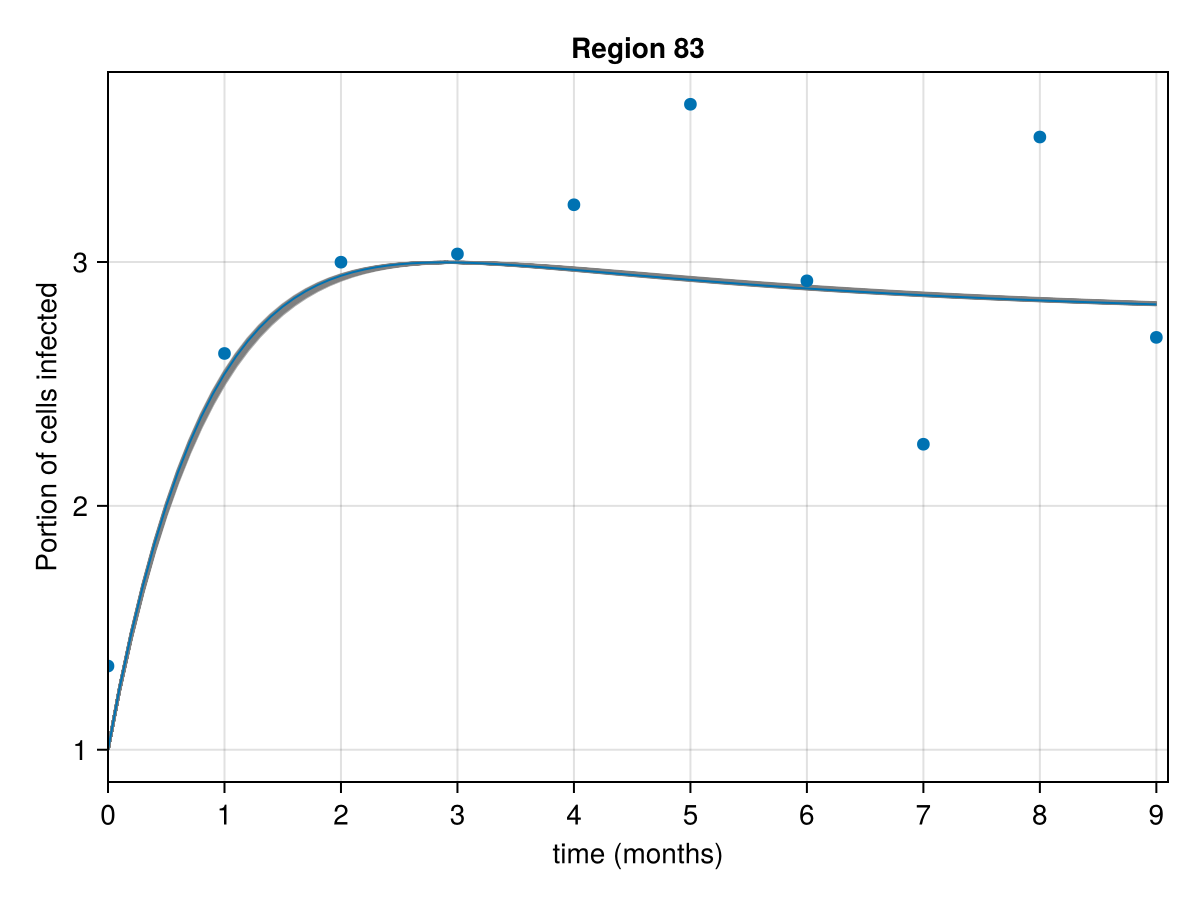 Region 83
Portion of cells infected
3
2
1
0 1 2 3 4 5 6 7 8 9
time (months)